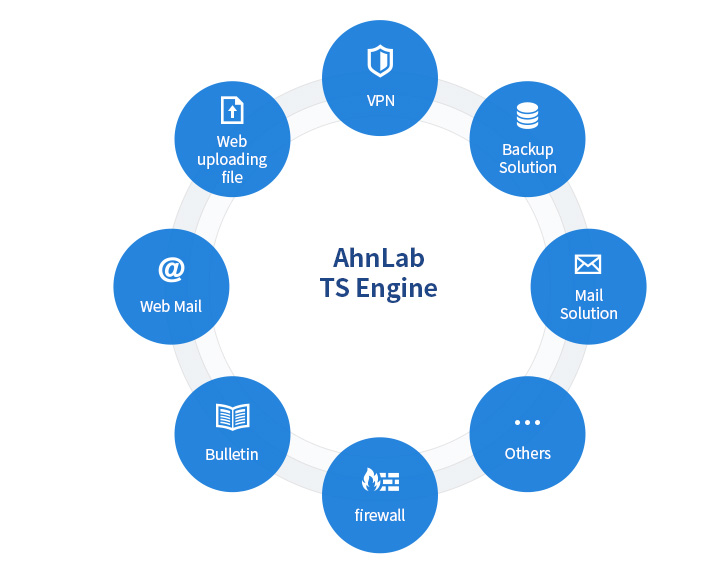 VPN
Web
uploading
file
Backup
Solution
AhnLab
TS Engine
Web Mail
Mail
Solution
Bulletin
Others
firewall